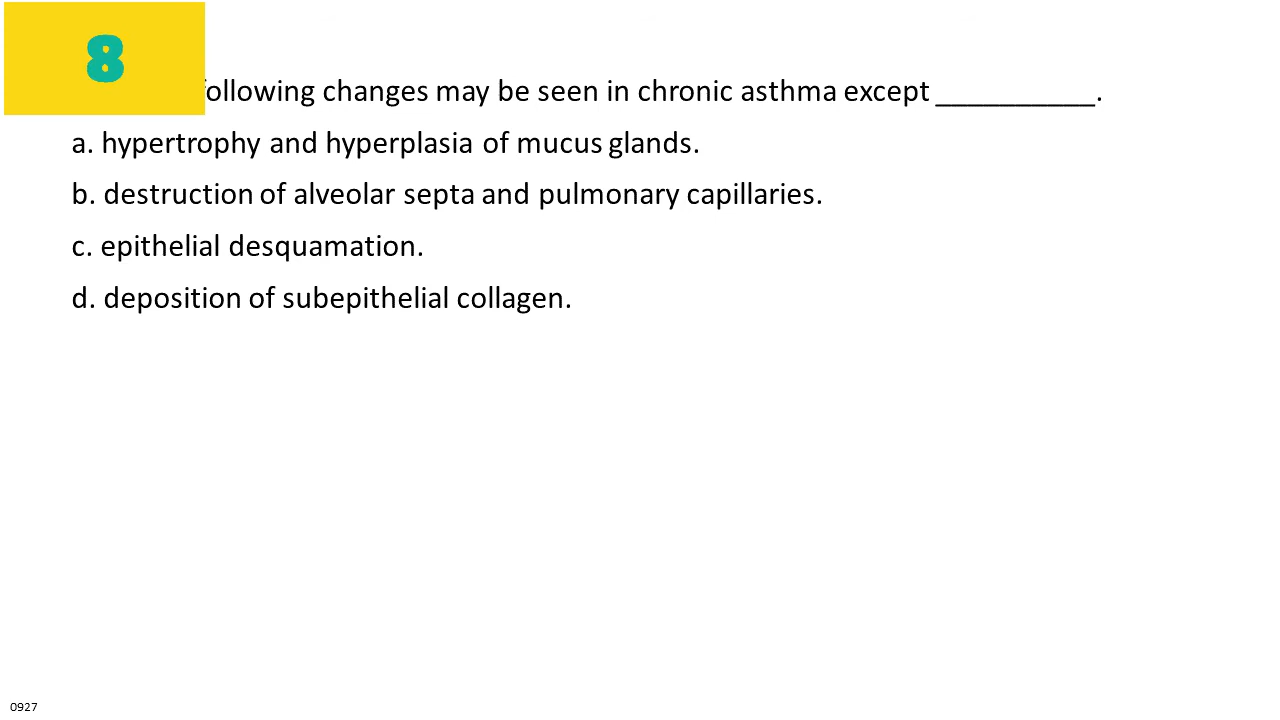 8
following changes may be seen in chronic asthma except __________.
a. hypertrophy and hyperplasia of mucus glands.
b. destruction of alveolar septa and pulmonary capillaries.
c. epithelial desquamation.
d. deposition of subepithelial collagen.
0927